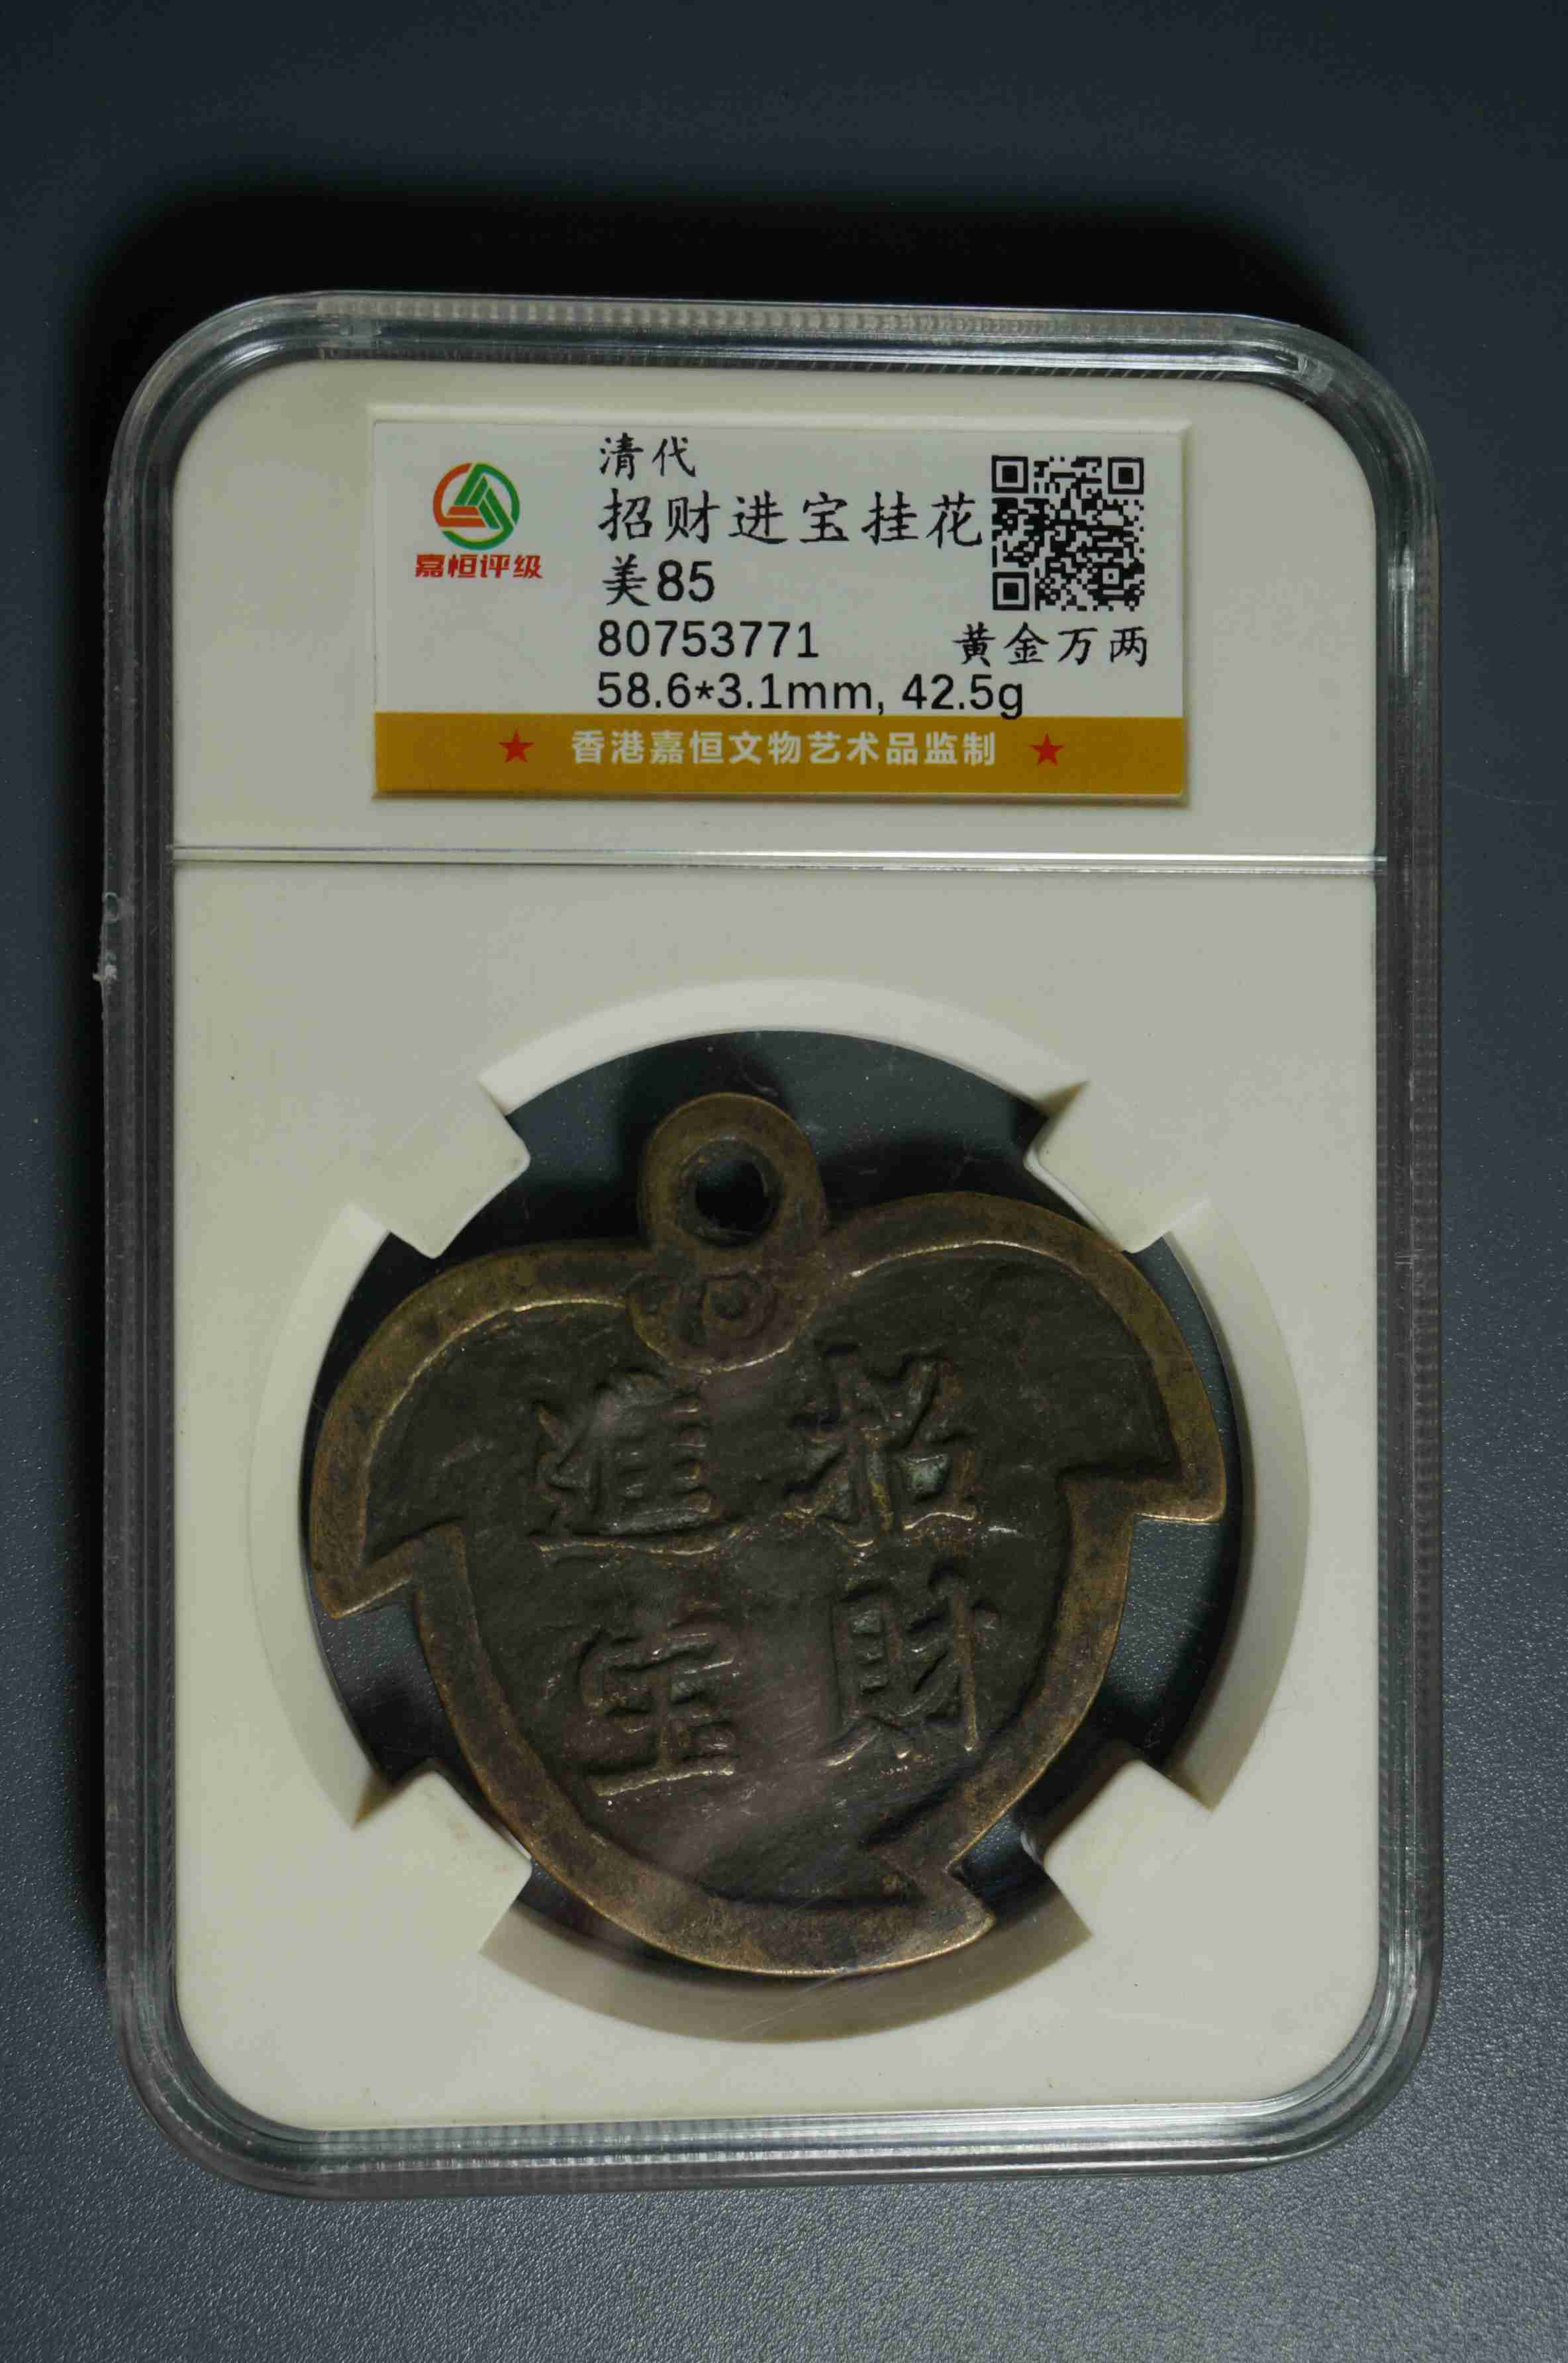 清代
招财进宝挂花
美85
80753771
黄金万两
58.6*3.1mm, 42.5g
嘉恒评级
★ 香港嘉恒文物艺术品监制 ★
招財
進宝